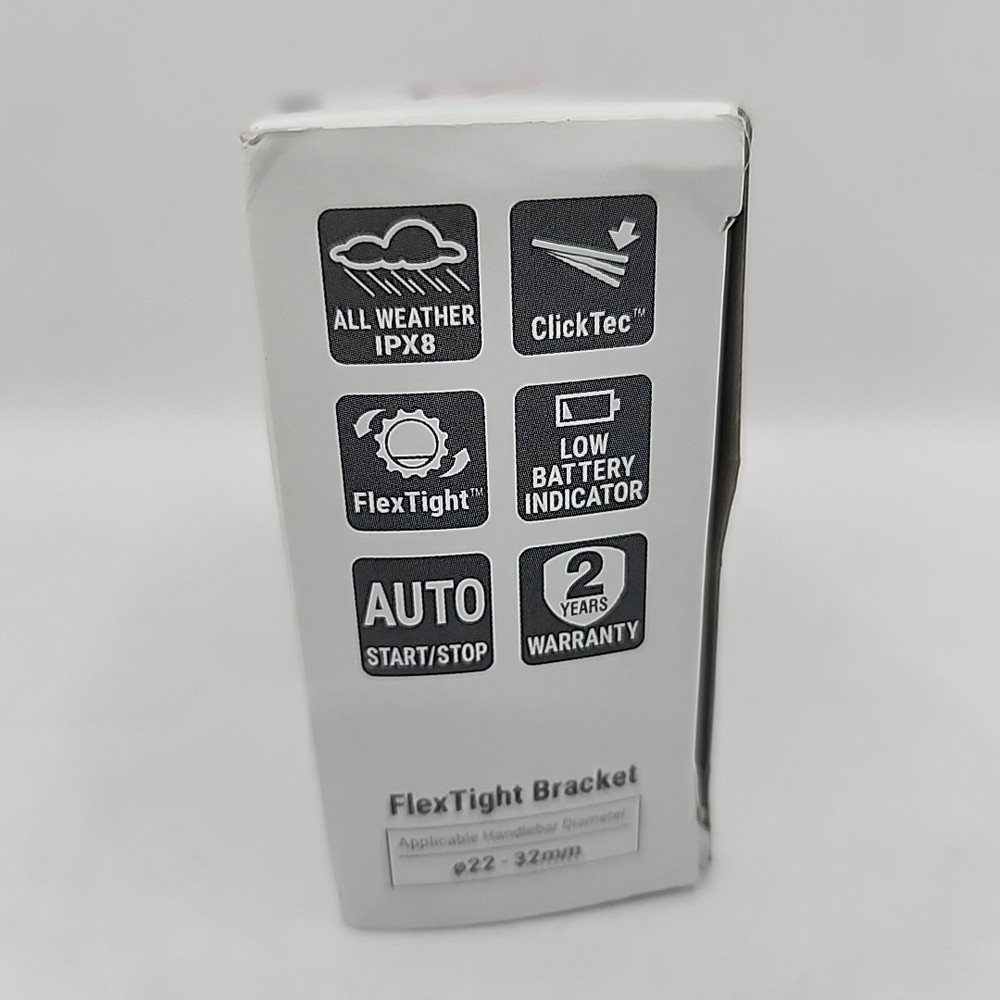 ALL WEATHER
IPX8
ClickTec™
FlexTight™
LOW
BATTERY
INDICATOR
AUTO
START/STOP
2
YEARS
WARRANTY
FlexTight Bracket
Applicable Handlebar Diameter
φ22 - 32mm